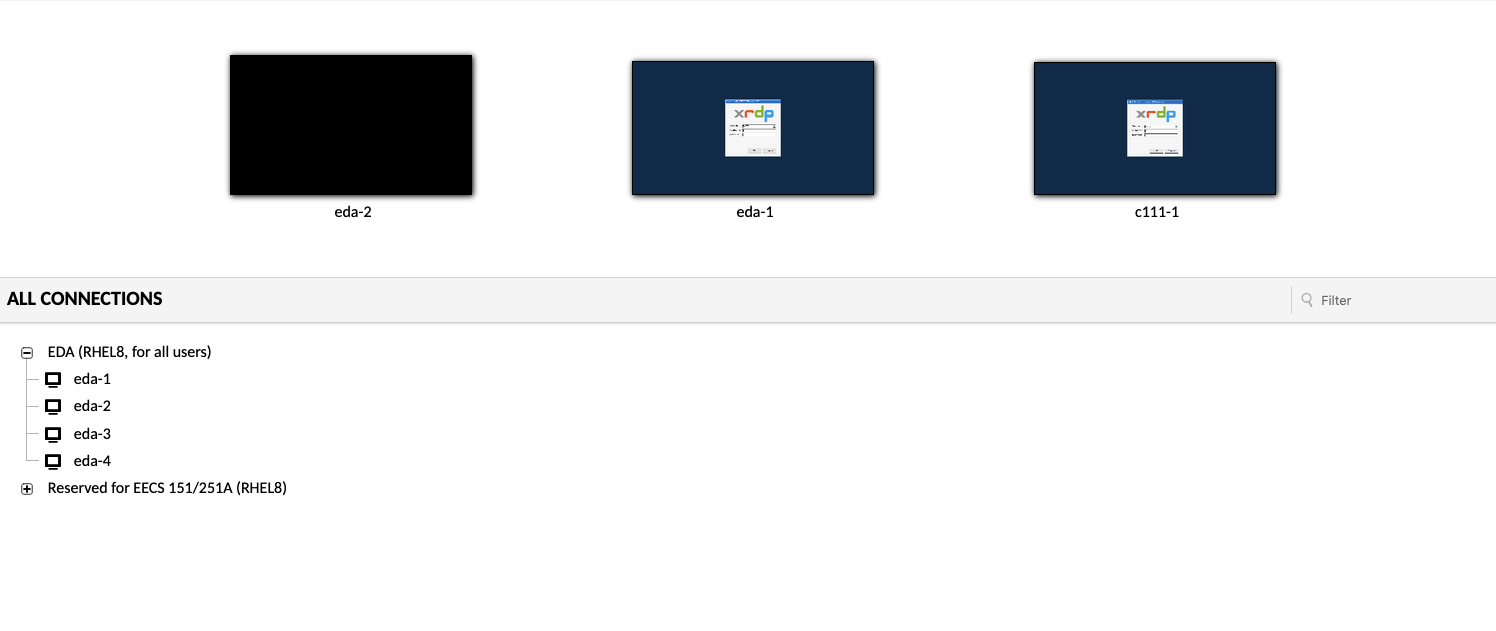 xrdp
xrdp
eda-2
eda-1
c111-1
ALL CONNECTIONS
Filter
EDA (RHEL8, for all users)
eda-1
eda-2
eda-3
eda-4
Reserved for EECS 151/251A (RHEL8)